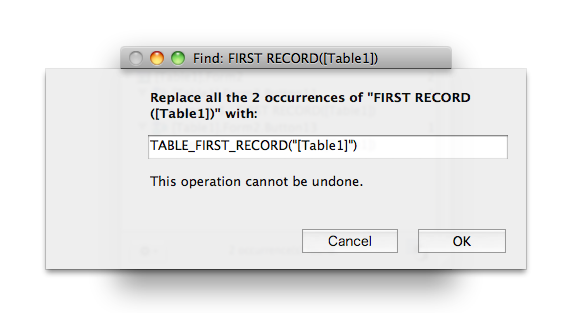 Find: FIRST RECORD([Table1])
Replace all the 2 occurrences of "FIRST RECORD
([Table1])" with:
TABLE_FIRST_RECORD("[Table1]")
This operation cannot be undone.
Cancel OK